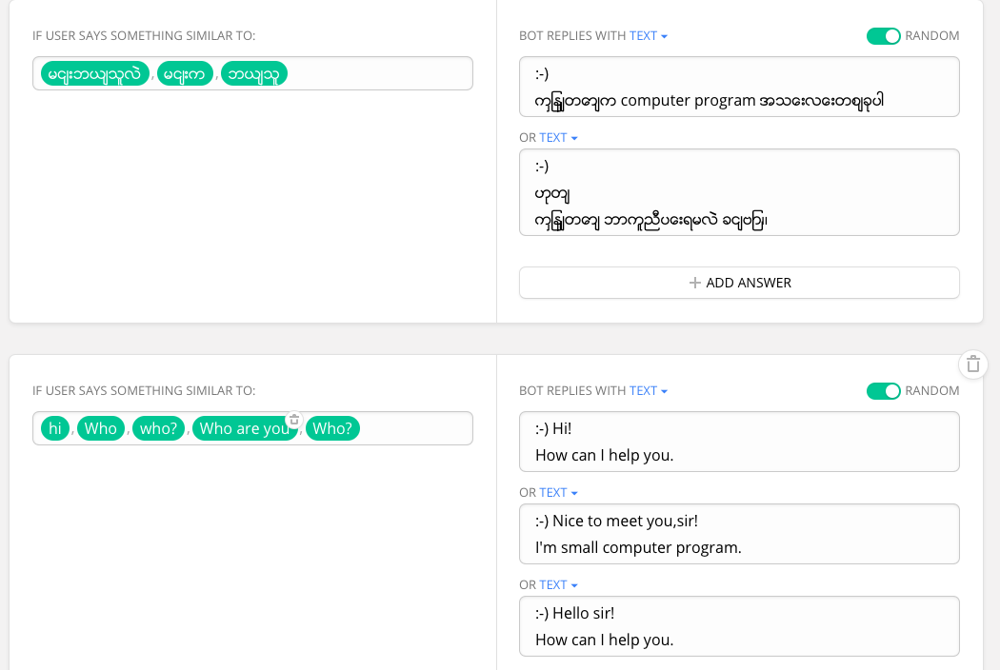 IF USER SAYS SOMETHING SIMILAR TO:
မငျးဘယျသူလဲ , မငျးက , ဘယျသူ
BOT REPLIES WITH TEXT
RANDOM
:-)
ကှနြျုတျောက computer program အသေးလေးတဈခုပါ
OR TEXT
:-)
ဟုတျ
ကှနြျုတျော ဘာကူညီပေးရမလဲ ခငျဗြာ။
ADD ANSWER
IF USER SAYS SOMETHING SIMILAR TO:
hi , Who , who? , Who are you , Who?
BOT REPLIES WITH TEXT
RANDOM
:-) Hi!
How can I help you.
OR TEXT
:-) Nice to meet you,sir!
I'm small computer program.
OR TEXT
:-) Hello sir!
How can I help you.